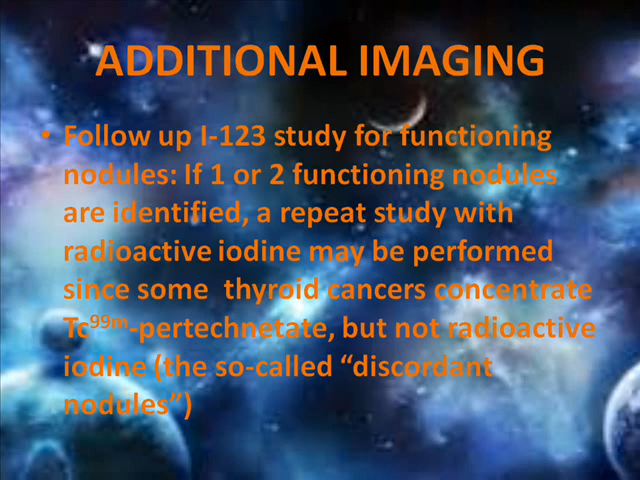 ADDITIONAL IMAGING
• Follow up I-123 study for functioning
nodules: If 1 or 2 functioning nodules
are identified, a repeat study with
radioactive iodine may be performed
since some  thyroid cancers concentrate
Tc⁹⁹ᵐ-pertechnetate, but not radioactive
iodine (the so-called “discordant
nodules”)